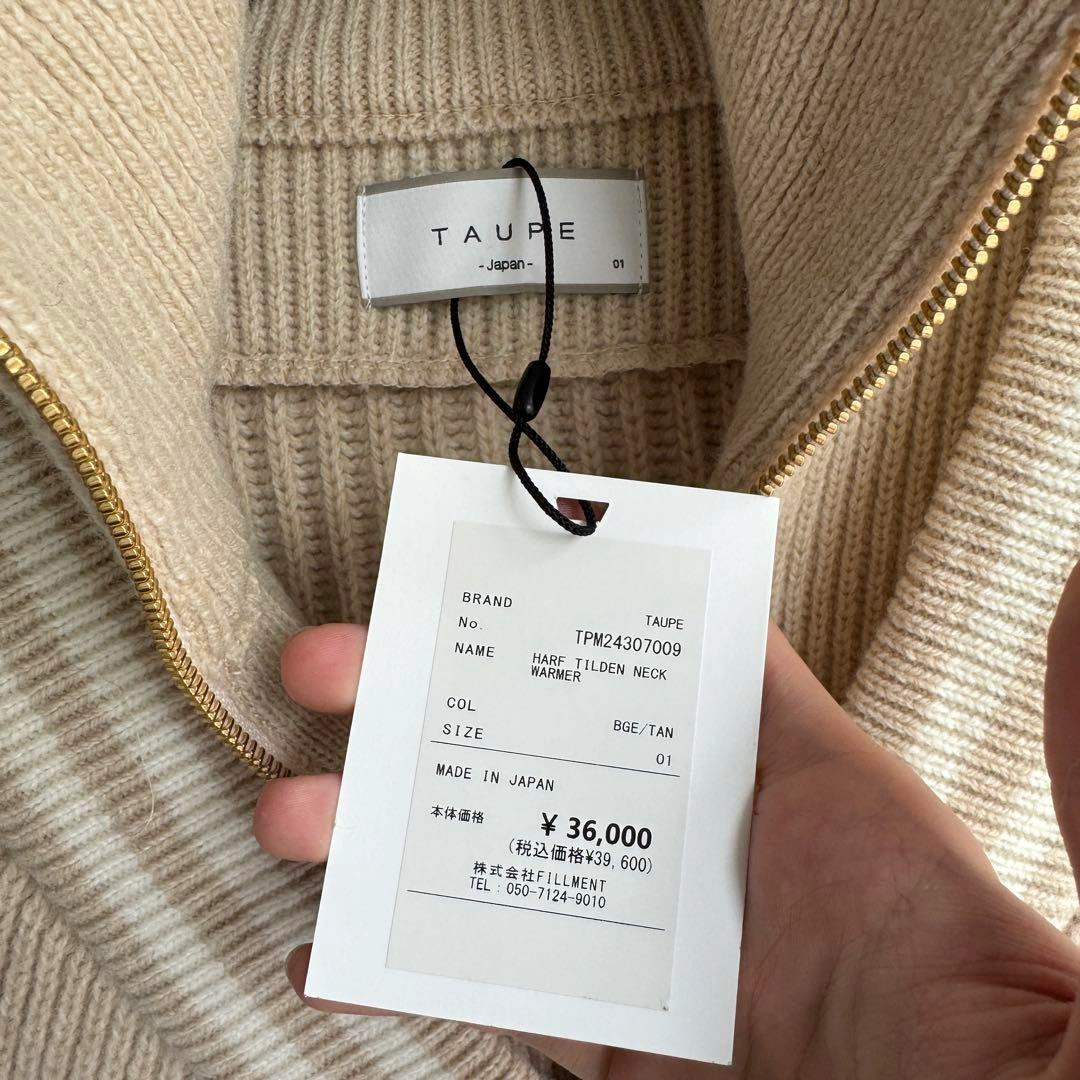 TAUPE
- Japan -
01
BRAND TAUPE
No. TPM24307009
NAME HARF TILDEN NECK
WARMER
COL BGE/TAN
SIZE 01
MADE IN JAPAN
本体価格 ¥ 36,000
(税込価格¥39,600)
株式会社FILLMENT
TEL : 050-7124-9010